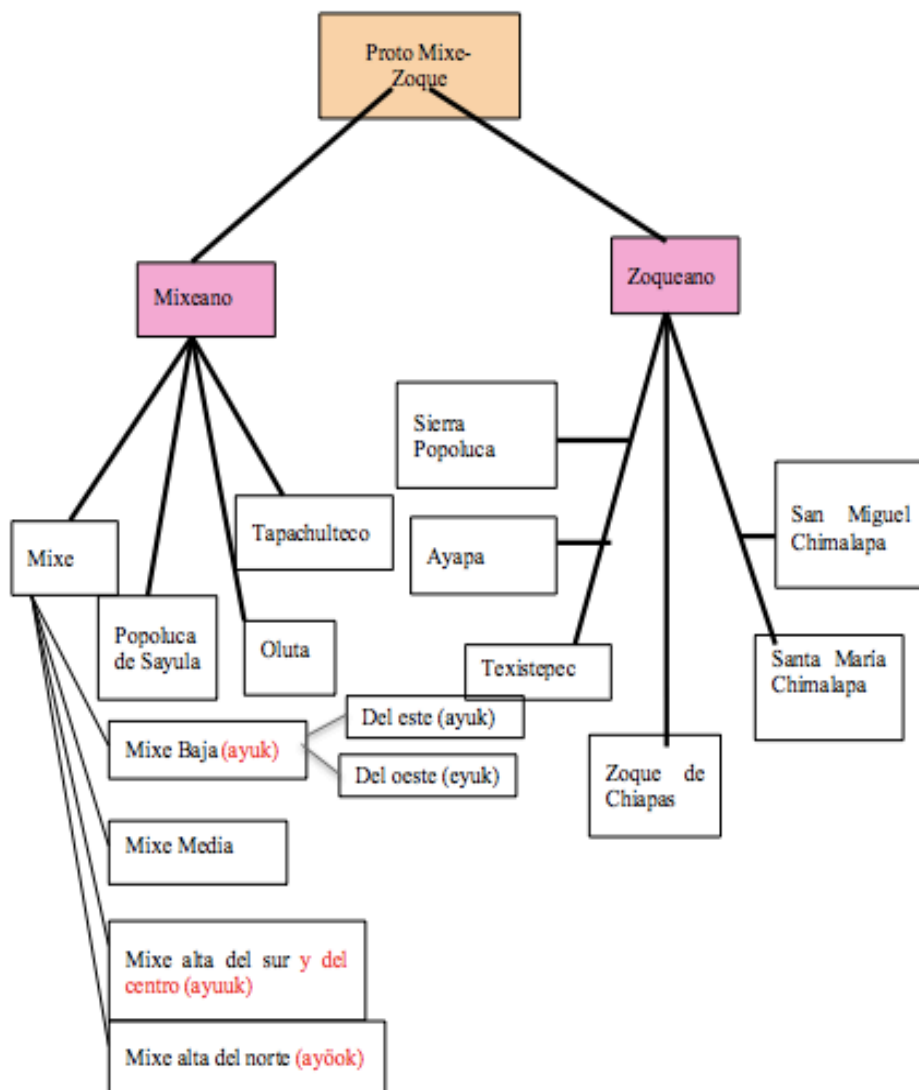 Proto Mixe-
Zoque
Mixeano
Zoqueano
Sierra
Popoluca
Ayapa
Texistepec
Zoque de
Chiapas
San Miguel
Chimalapa
Santa María
Chimalapa
Mixe
Popoluca
de Sayula
Oluta
Tapachulteco
Mixe Baja (ayuk)
Del este (ayuk)
Del oeste (eyuk)
Mixe Media
Mixe alta del sur y del
centro (ayuuk)
Mixe alta del norte (ayöok)